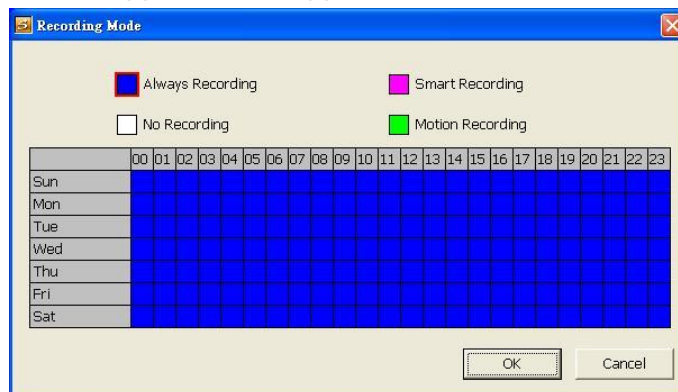 Recording Mode
Always Recording Smart Recording
No Recording Motion Recording
00 01 02 03 04 05 06 07 08 09 10 11 12 13 14 15 16 17 18 19 20 21 22 23
Sun
Mon
Tue
Wed
Thu
Fri
Sat
OK Cancel